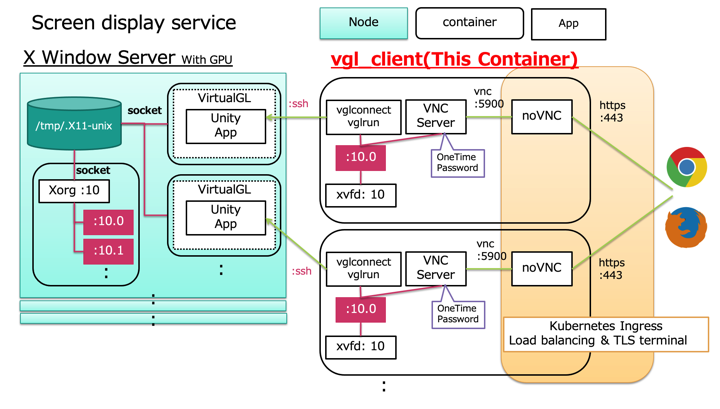 Screen display service
Node
container
App
X Window Server With GPU
vgl_client(This Container)
/tmp/.X11-unix
socket
socket
Xorg :10
:10.0
:10.1
:
VirtualGL
Unity
App
VirtualGL
Unity
App
:
:
:
:ssh
vglconnect
vglrun
VNC
Server
:10.0
OneTime
Password
xvfd: 10
vnc
:5900
noVNC
https
:443
:ssh
vglconnect
vglrun
VNC
Server
:10.0
OneTime
Password
xvfd: 10
vnc
:5900
noVNC
https
:443
Kubernetes Ingress
Load balancing & TLS terminal
: